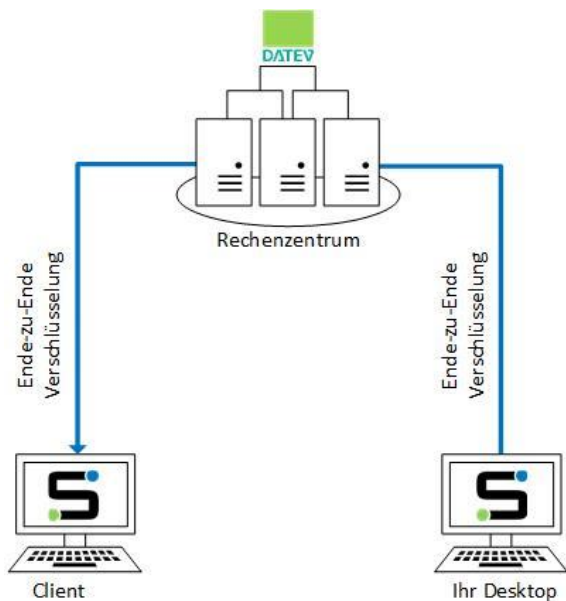 DATEV
Rechenzentrum
Ende-zu-Ende
Verschlüsselung
Ende-zu-Ende
Verschlüsselung
Client
Ihr Desktop